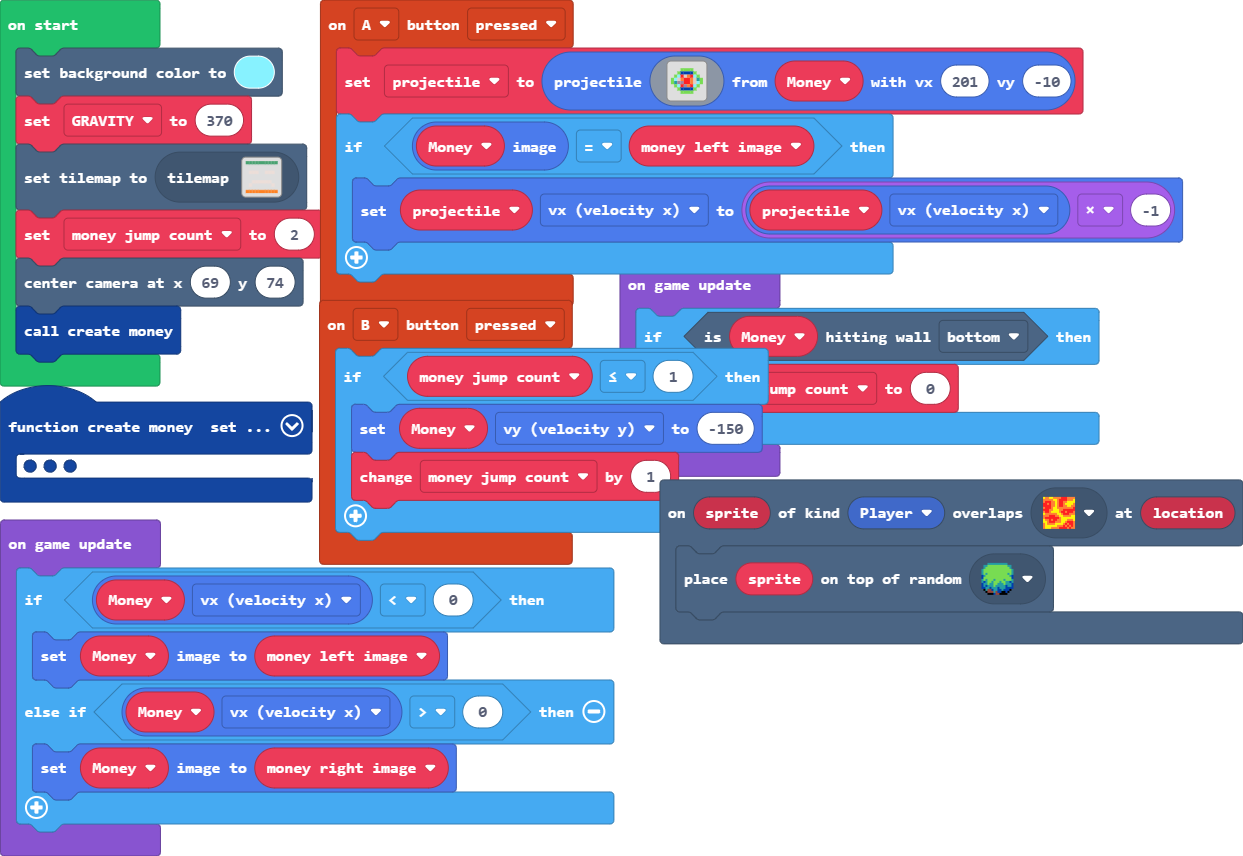 on start
set background color to
set GRAVITY to 370
set tilemap to tilemap
set money jump count to 2
center camera at x 69 y 74
call create money
function create money set ...
on game update
if Money vx (velocity x) < 0 then
set Money image to money left image
else if Money vx (velocity x) > 0 then
set Money image to money right image
on A button pressed
set projectile to projectile from Money with vx 201 vy -10
if Money image = money left image then
set projectile vx (velocity x) to projectile vx (velocity x) × -1
on B button pressed
if money jump count ≤ 1 then
set Money vy (velocity y) to -150
change money jump count by 1
on game update
if is Money hitting wall bottom then
ump count to 0
on sprite of kind Player overlaps at location
place sprite on top of random